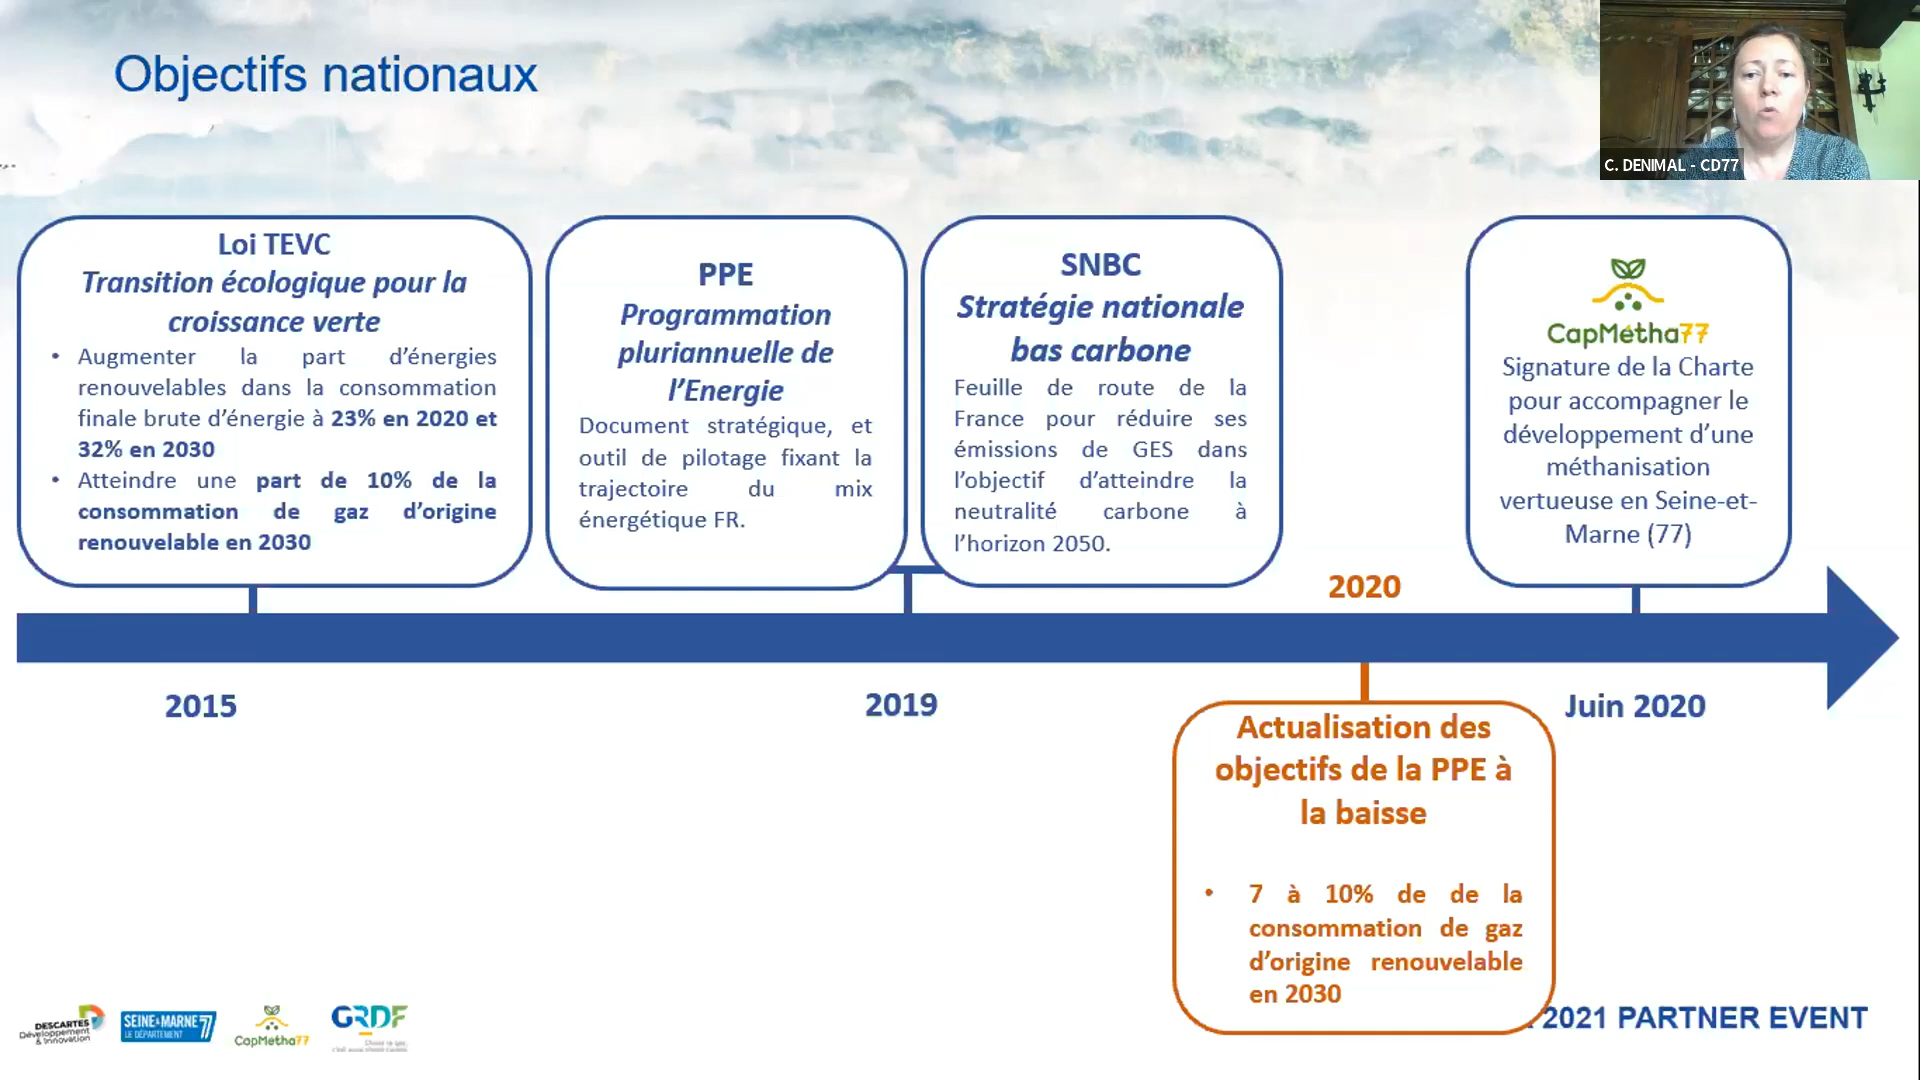 Objectifs nationaux
C. DENIMAL - CD77
Loi TEVC
Transition écologique pour la
croissance verte
• Augmenter la part d’énergies
renouvelables dans la consommation
finale brute d’énergie à 23% en 2020 et
32% en 2030
• Atteindre une part de 10% de la
consommation de gaz d’origine
renouvelable en 2030
PPE
Programmation
pluriannuelle de
l’Energie
Document stratégique, et
outil de pilotage fixant la
trajectoire du mix
énergétique FR.
SNBC
Stratégie nationale
bas carbone
Feuille de route de la
France pour réduire ses
émissions de GES dans
l’objectif d’atteindre la
neutralité carbone à
l’horizon 2050.
CapMétha77
Signature de la Charte
pour accompagner le
développement d’une
méthanisation
vertueuse en Seine-et-
Marne (77)
2020
2015
2019
Juin 2020
Actualisation des
objectifs de la PPE à
la baisse
• 7 à 10% de de la
consommation de gaz
d’origine renouvelable
en 2030
DESCARTES
Développement
& Innovation
SEINE & MARNE 77
LE DÉPARTEMENT
CapMétha77
GRDF
2021 PARTNER EVENT